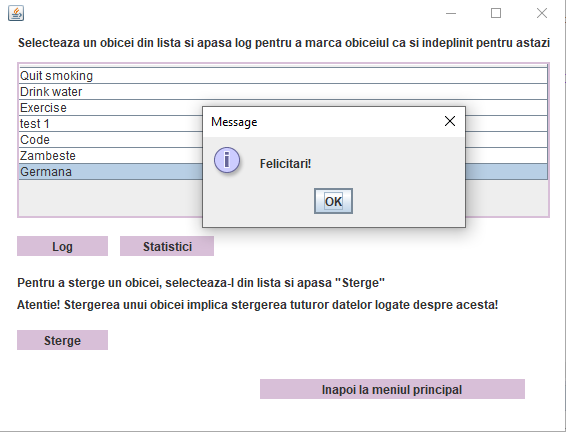 Selecteaza un obicei din lista si apasa log pentru a marca obiceiul ca si indeplinit pentru astazi
Quit smoking
Drink water
Exercise
test 1
Code
Zambeste
Germana
Message
i
Felicitari!
OK
Log
Statistici
Pentru a sterge un obicei, selecteaza-l din lista si apasa "Sterge"
Atentie! Stergerea unui obicei implica stergerea tuturor datelor logate despre acesta!
Sterge
Inapoi la meniul principal